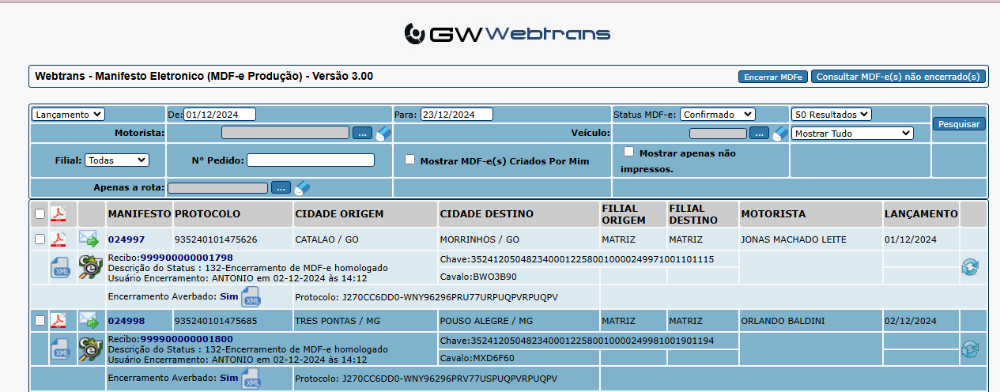 GW Webtrans
Webtrans - Manifesto Eletronico (MDF-e Produção) - Versão 3.00
Encerrar MDFe
Consultar MDF-e(s) não encerrado(s)
Lançamento
De: 01/12/2024
Para: 23/12/2024
Status MDF-e: Confirmado
50 Resultados
Pesquisar
Motorista:
...
Veículo:
...
Mostrar Tudo
Filial: Todas
N° Pedido:
Mostrar MDF-e(s) Criados Por Mim
Mostrar apenas não
impressos.
Apenas a rota:
...
MANIFESTO PROTOCOLO CIDADE ORIGEM CIDADE DESTINO FILIAL ORIGEM FILIAL DESTINO MOTORISTA LANÇAMENTO
024997 935240101475626 CATALAO / GO MORRINHOS / GO MATRIZ MATRIZ JONAS MACHADO LEITE 01/12/2024
XML
Recibo:999900000001798
Descrição do Status : 132-Encerramento de MDF-e homologado
Usuário Encerramento: ANTONIO em 02-12-2024 às 14:12
Chave:35241205048234000122580010000249971001101115
Cavalo:BWO3B90
Encerramento Averbado: Sim XML
Protocolo: J270CC6DD0-WNY96296PRU77URPUQPVRPUQPV
024998 935240101475685 TRES PONTAS / MG POUSO ALEGRE / MG MATRIZ MATRIZ ORLANDO BALDINI 02/12/2024
XML
Recibo:999900000001800
Descrição do Status : 132-Encerramento de MDF-e homologado
Usuário Encerramento: ANTONIO em 02-12-2024 às 14:12
Chave:35241205048234000122580010000249981001901194
Cavalo:MXD6F60
Encerramento Averbado: Sim XML
Protocolo: J270CC6DD0-WNY96296PRV77USPUQPVRPUQPV